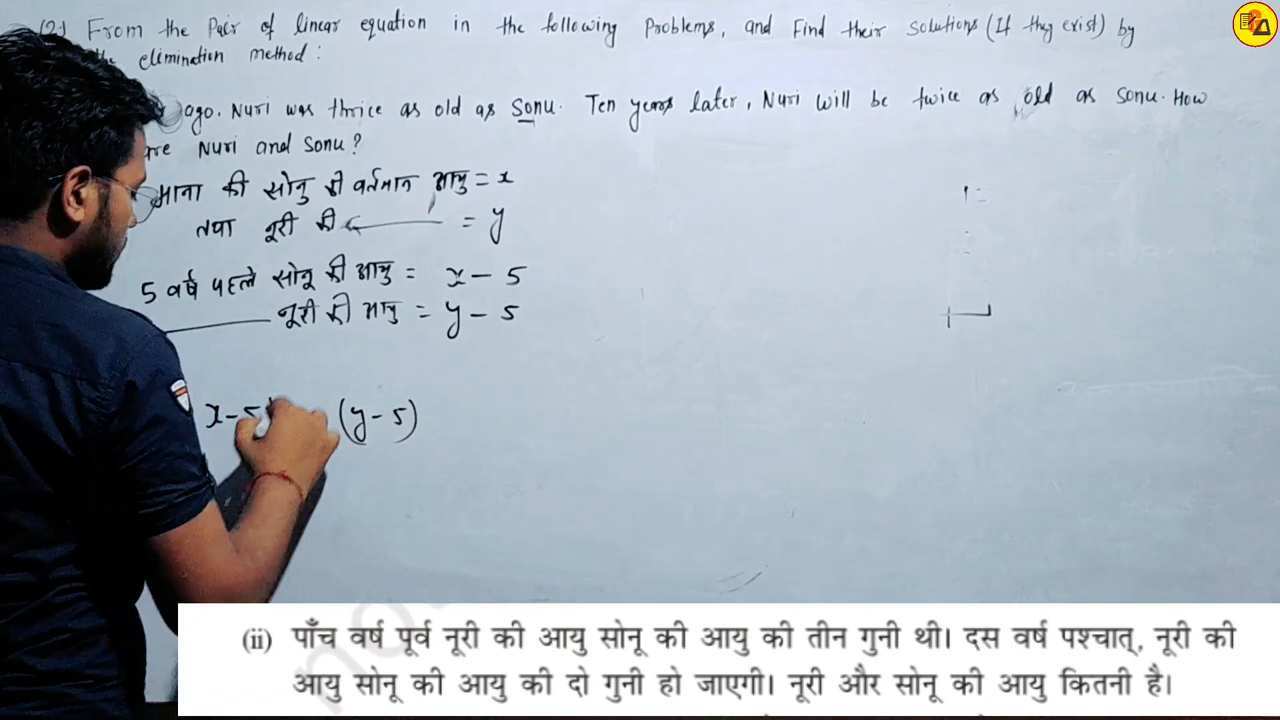 (2) From the Pair of linear equation in the following Problems, and Find their solutions (If they exist) by
elimination method :
ago. Nuri was thrice as old as Sonu. Ten years later, Nuri will be twice as old as Sonu. How
Nuri and Sonu?
माना की सोनु की वर्तमान आयु = x
तथा नूरी की = y
5 वर्ष पहले सोनू की आयु = x - 5
नूरी की आयु = y - 5
x - 5 (y - 5)
(ii) पाँच वर्ष पूर्व नूरी की आयु सोनू की आयु की तीन गुनी थी। दस वर्ष पश्चात्, नूरी की
आयु सोनू की आयु की दो गुनी हो जाएगी। नूरी और सोनू की आयु कितनी है।